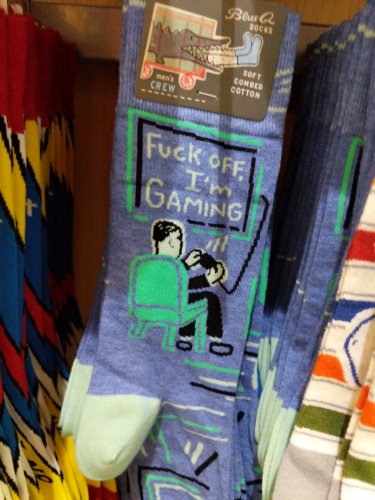 Blue Q
SOCKS
SOFT
COMBED
COTTON
men's
CREW
FUCK OFF,
I'm
GAMING